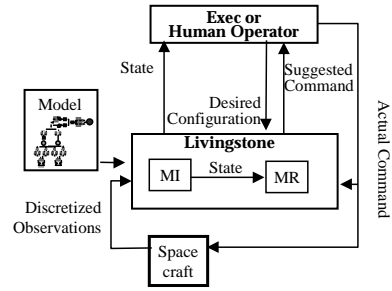 Exec or
Human Operator
State
Suggested
Command
Model
Desired
Configuration
Actual Command
Livingstone
State
MI
MR
Discretized
Observations
Space
craft